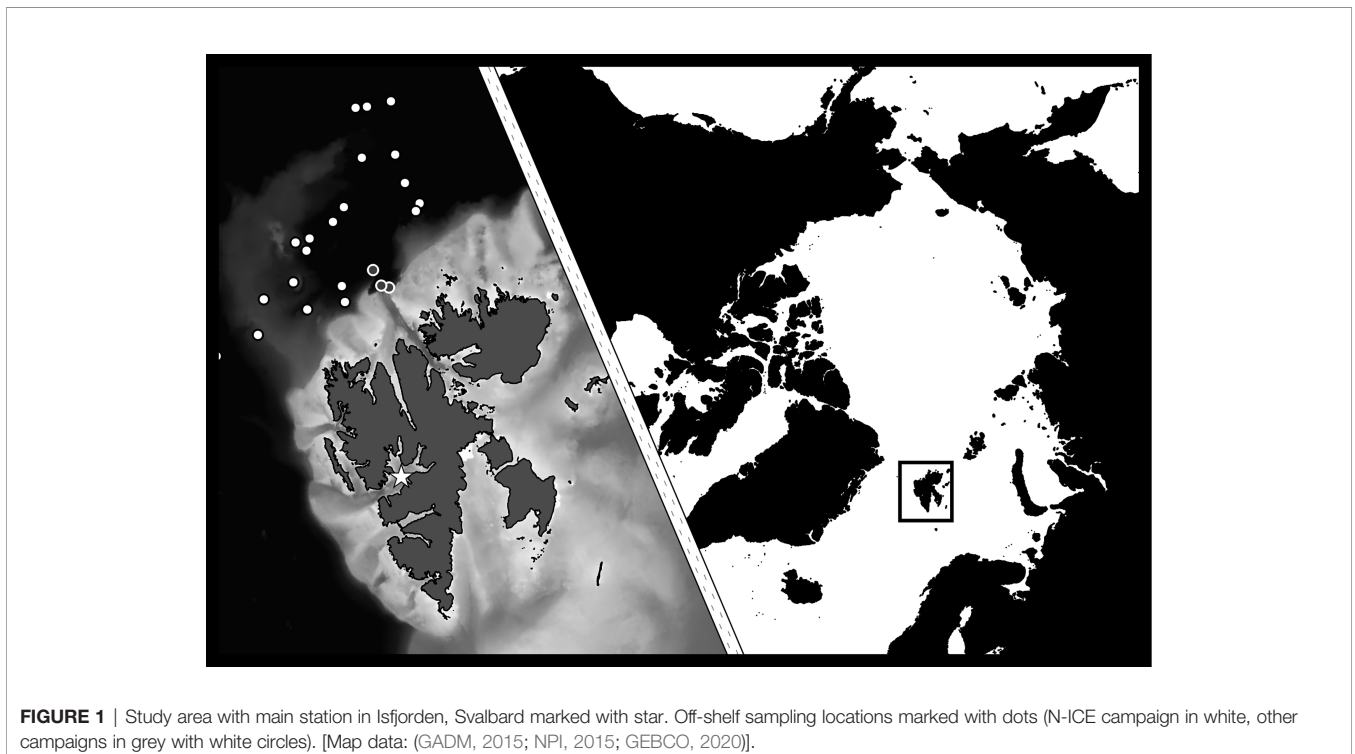 FIGURE 1 | Study area with main station in Isfjorden, Svalbard marked with star. Off-shelf sampling locations marked with dots (N-ICE campaign in white, other
campaigns in grey with white circles). [Map data: (GADM, 2015; NPI, 2015; GEBCO, 2020)].